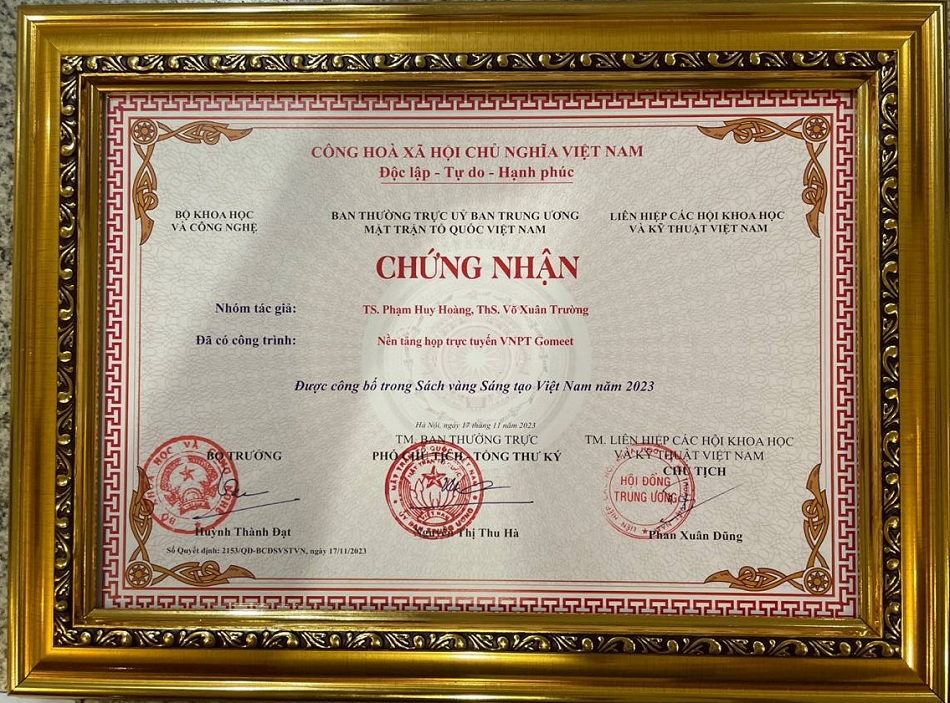 CÔNG HOÀ XÃ HỘI CHỦ NGHĨA VIỆT NAM
Độc lập - Tự do - Hạnh phúc
BỘ KHOA HỌC
VÀ CÔNG NGHỆ
BAN THƯỜNG TRỰC UỶ BAN TRUNG ƯƠNG
MẶT TRẬN TỔ QUỐC VIỆT NAM
LIÊN HIỆP CÁC HỘI KHOA HỌC
VÀ KỸ THUẬT VIỆT NAM
CHỨNG NHẬN
Nhóm tác giả: TS. Phạm Huy Hoàng, ThS. Võ Xuân Trường
Đã có công trình: Nền tảng họp trực tuyến VNPT Gomeet
Được công bố trong Sách vàng Sáng tạo Việt Nam năm 2023
Hà Nội, ngày 17 tháng 11 năm 2023
BỘ TRƯỞNG
Huỳnh Thành Đạt
TM. BAN THƯỜNG TRỰC
PHÓ CHỦ TỊCH - TỔNG THƯ KÝ
Nguyễn Thị Thu Hà
TM. LIÊN HIỆP CÁC HỘI KHOA HỌC
VÀ KỸ THUẬT VIỆT NAM
CHỦ TỊCH
HỘI ĐỒNG
TRUNG ƯƠNG
Phan Xuân Dũng
Số Quyết định: 2153/QD-BCDSVSTVN, ngày 17/11/2023